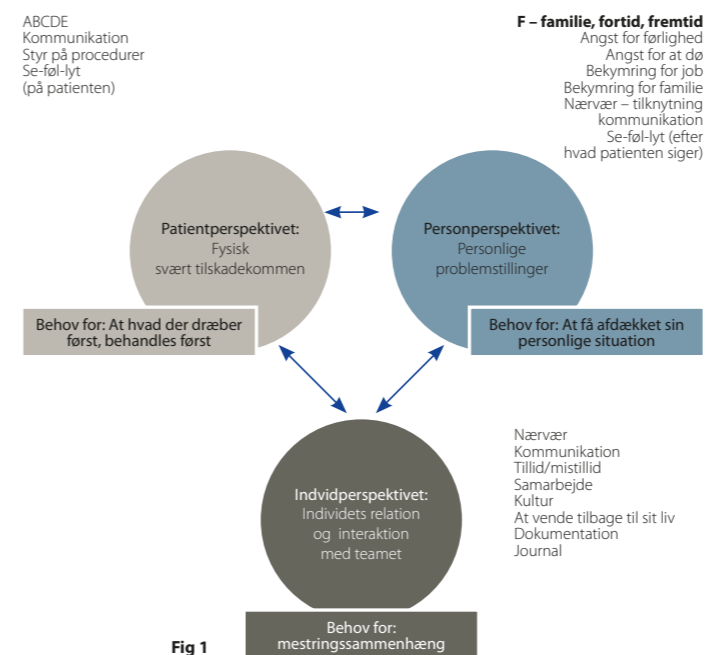 ABCDE
Kommunikation
Styr på procedurer
Se-føl-lyt
(på patienten)
F – familie, fortid, fremtid
Angst for førlighed
Angst for at dø
Bekymring for job
Bekymring for familie
Nærvær – tilknytning
kommunikation
Se-føl-lyt (efter
hvad patienten siger)
Patientperspektivet:
Fysisk
svært tilskadekommen
Behov for: At hvad der dræber
først, behandles først
Personperspektivet:
Personlige
problemstillinger
Behov for: At få afdækket sin
personlige situation
Indvidperspektivet:
Individets relation
og interaktion
med teamet
Behov for:
mestringssammenhæng
Nærvær
Kommunikation
Tillid/mistillid
Samarbejde
Kultur
At vende tilbage til sit liv
Dokumentation
Journal
Fig 1